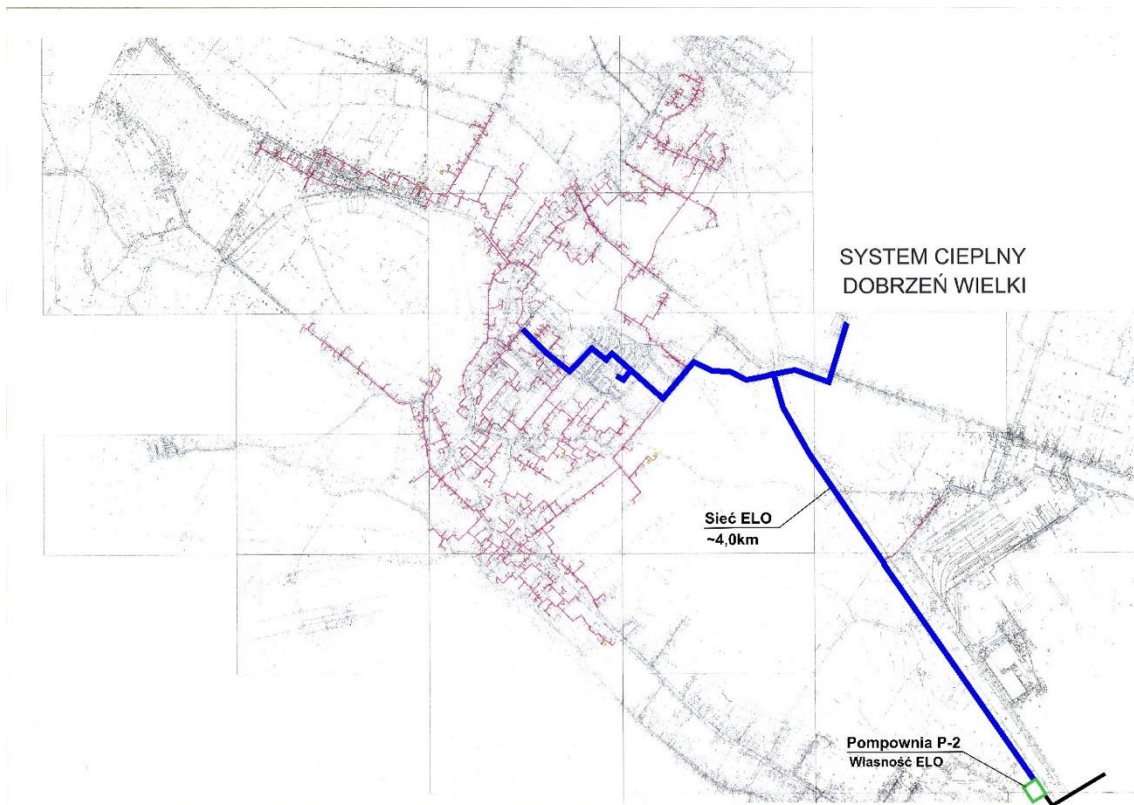 SYSTEM CIEPLNY
DOBRZEŃ WIELKI
Sieć ELO
~4,0km
Pompownia P-2
Własność ELO